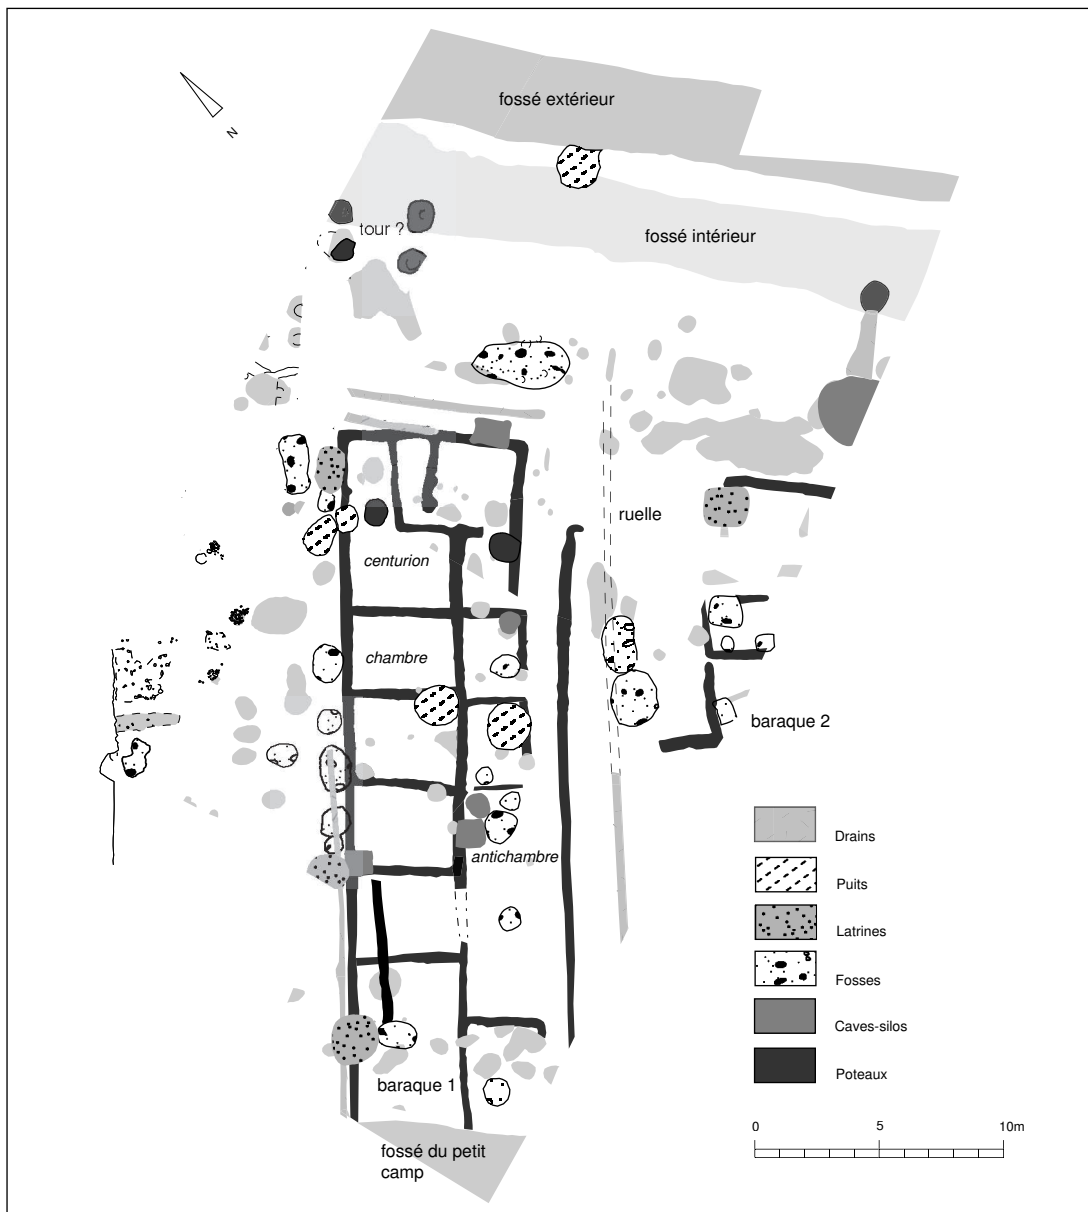 fossé extérieur
N
tour ?
fossé intérieur
ruelle
centurion
chambre
baraque 2
antichambre
Drains
Puits
Latrines
Fosses
Caves-silos
Poteaux
baraque 1
0 5 10m
fossé du petit
camp